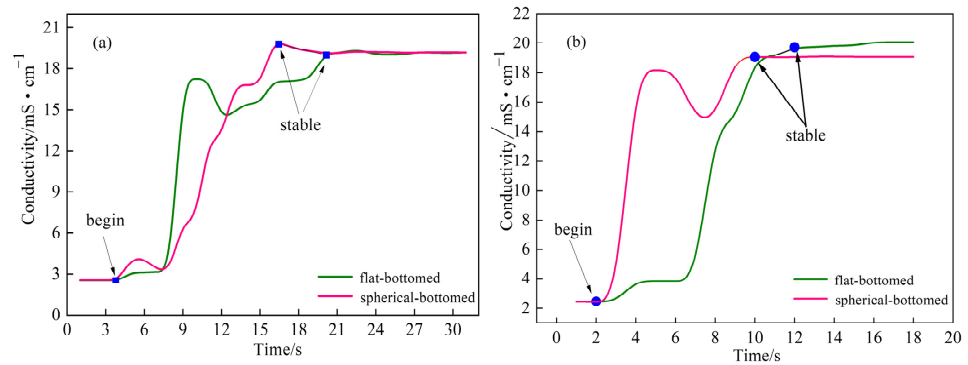 (a)
Conductivity/mS·cm⁻¹
21
18
15
12
9
6
3
0
begin
stable
flat-bottomed
spherical-bottomed
0 3 6 9 12 15 18 21 24 27 30
Time/s
(b)
Conductivity/ mS·cm⁻¹
22
20
18
16
14
12
10
8
6
4
2
begin
stable
flat-bottomed
spherical-bottomed
0 2 4 6 8 10 12 14 16 18 20
Time/s